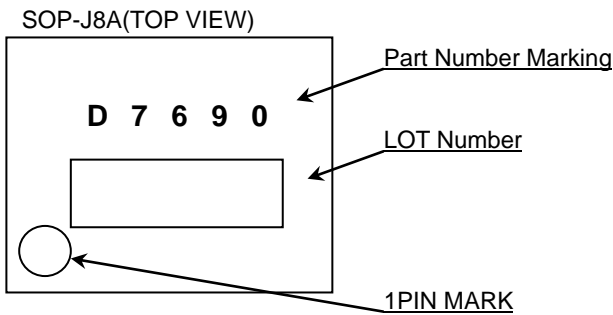 SOP-J8A(TOP VIEW)
Part Number Marking
D 7 6 9 0
LOT Number
1PIN MARK